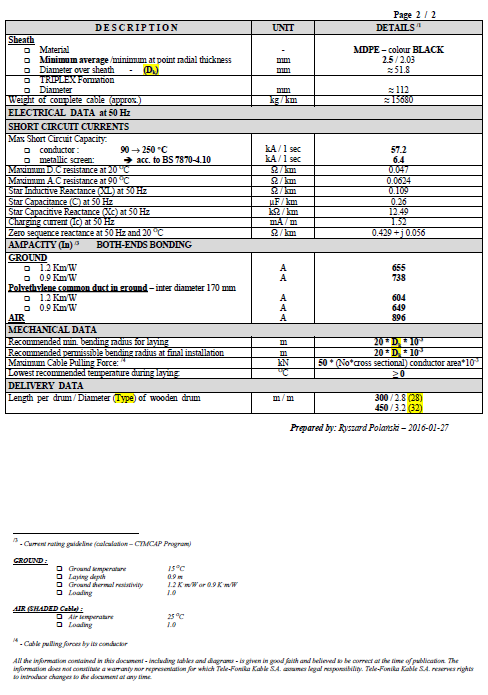 Page 2 / 2
DESCRIPTION UNIT DETAILS /1
Sheath
Material - MDPE – colour BLACK
Minimum average /minimum at point radial thickness mm 2.5 / 2.03
Diameter over sheath - (Dk) mm ≈ 51.8
TRIPLEX Formation
Diameter mm ≈ 112
Weight of complete cable (approx.) kg / km ≈ 15680
ELECTRICAL DATA at 50 Hz
SHORT CIRCUIT CURRENTS
Max Short Circuit Capacity:
conductor : 90 → 250 °C kA / 1 sec 57.2
metallic screen: ➔ acc. to BS 7870-4.10 kA / 1 sec 6.4
Maximum D.C resistance at 20 °C Ω / km 0.047
Maximum A.C resistance at 90 °C Ω / km 0.0624
Star Inductive Reactance (XL) at 50 Hz Ω / km 0.109
Star Capacitance (C) at 50 Hz µF / km 0.26
Star Capacitive Reactance (Xc) at 50 Hz kΩ / km 12.49
Charging current (Ic) at 50 Hz mA / m 1.52
Zero sequence reactance at 50 Hz and 20 °C Ω / km 0.429 + j 0.056
AMPACITY (In) /3 BOTH-ENDS BONDING
GROUND
1.2 Km/W A 655
0.9 Km/W A 738
Polyethylene common duct in ground – inter diameter 170 mm
1.2 Km/W A 604
0.9 Km/W A 649
AIR A 896
MECHANICAL DATA
Recommended min. bending radius for laying m 20 * Dk * 10-3
Recommended permissible bending radius at final installation m 20 * Dk * 10-3
Maximum Cable Pulling Force: /4 kN 50 * (No*cross sectional) conductor area*10-3
Lowest recommended temperature during laying: °C ≥ 0
DELIVERY DATA
Length per drum / Diameter (Type) of wooden drum m / m 300 / 2.8 (28)
450 / 3.2 (32)
Prepared by: Ryszard Polański – 2016-01-27
/3 - Current rating guideline (calculation – CYMCAP Program)
GROUND :
Ground temperature 15 °C
Laying depth 0.9 m
Ground thermal resistivity 1.2 K·m/W or 0.9 K·m/W
Loading 1.0
AIR (SHADED Cable) :
Air temperature 25 °C
Loading 1.0
/4 - Cable pulling forces by its conductor
All the information contained in this document - including tables and diagrams - is given in good faith and believed to be correct at the time of publication. The
information does not constitute a warranty nor representation for which Tele-Fonika Kable S.A. assumes legal responsibility. Tele-Fonika Kable S.A. reserves rights
to introduce changes to the document at any time.